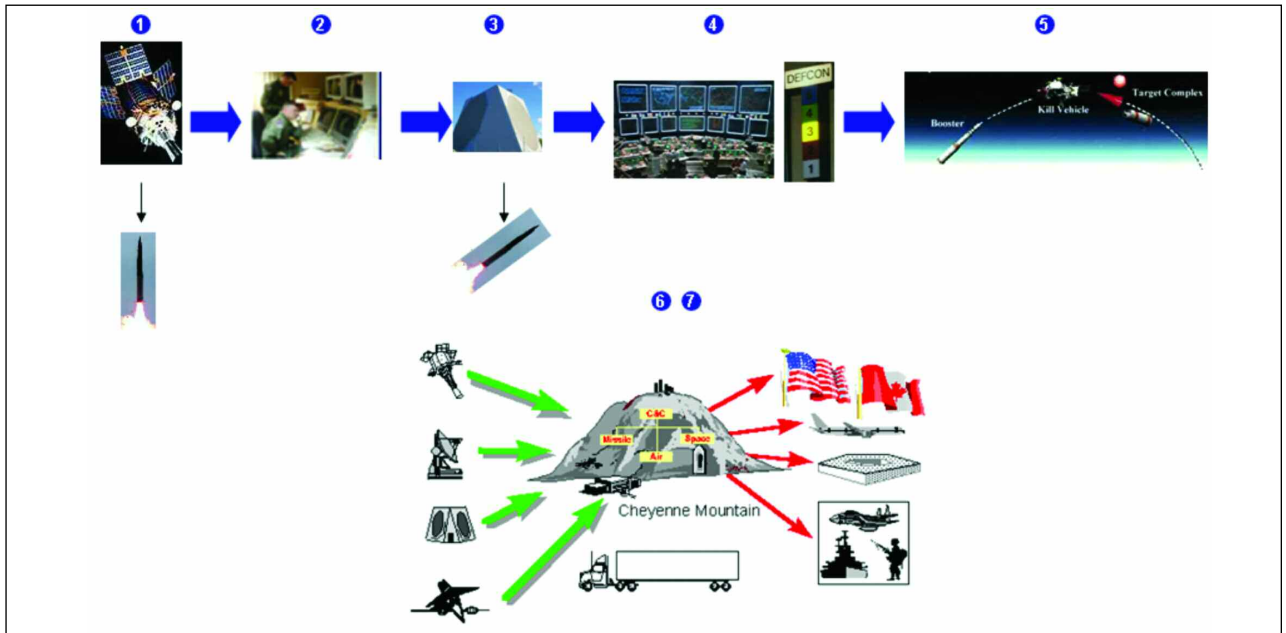 1 2 3 4 5
DEFCON
4
3
1
Target Complex
Kill Vehicle
Booster
6 7
C&C
Missile Space
Air
Cheyenne Mountain